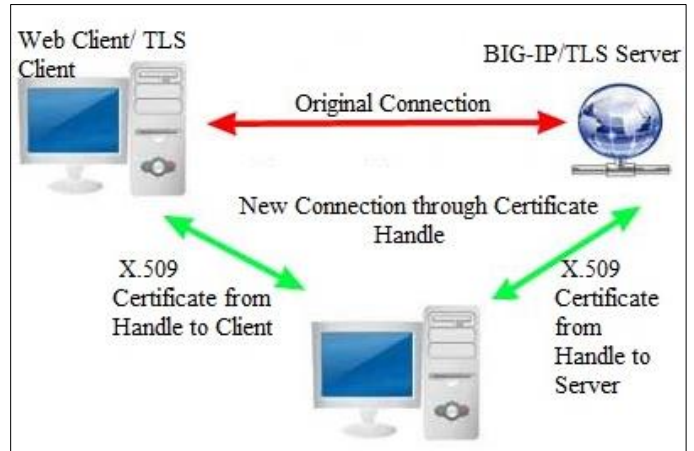 Web Client/ TLS
Client
BIG-IP/TLS Server
Original Connection
New Connection through Certificate
Handle
X.509
Certificate from
Handle to Client
X.509
Certificate
from
Handle to
Server